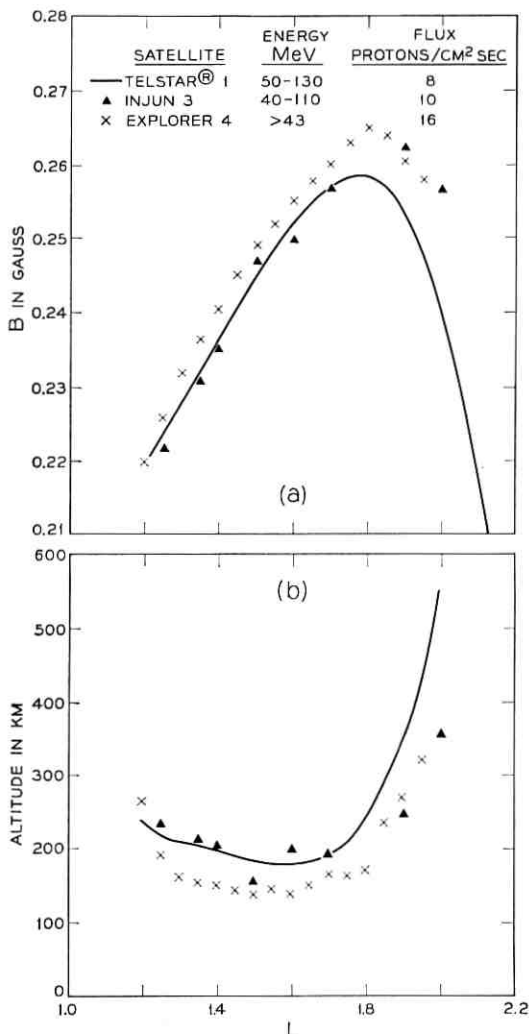 0.28
0.27
0.26
0.25
0.24
0.23
0.22
0.21
B IN GAUSS
SATELLITE ENERGY MeV FLUX PROTONS/CM² SEC
TELSTAR® 1 50-130 8
▲ INJUN 3 40-110 10
× EXPLORER 4 >43 16
(a)
600
500
400
300
200
100
0
ALTITUDE IN KM
(b)
1.0 1.4 1.8 2.2